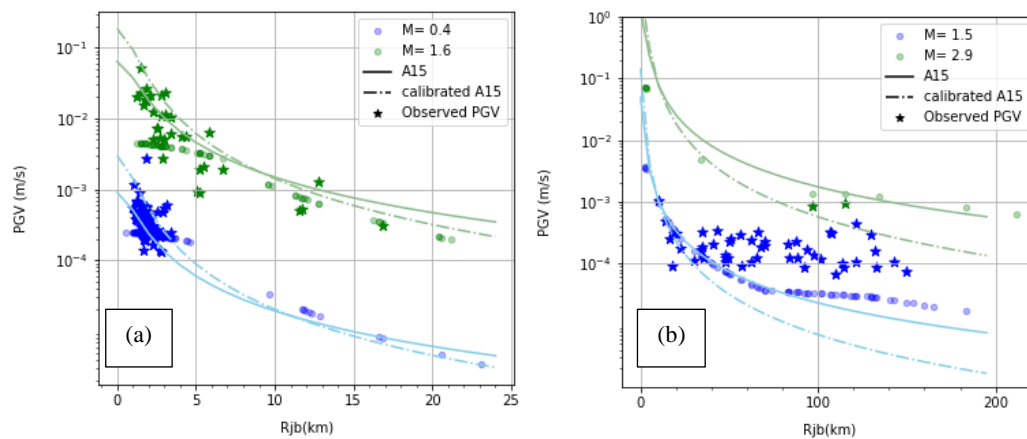 M= 0.4
M= 1.6
A15
calibrated A15
Observed PGV
10⁻¹
10⁻²
10⁻³
10⁻⁴
PGV (m/s)
(a)
0 5 10 15 20 25
Rjb(km)
M= 1.5
M= 2.9
A15
calibrated A15
Observed PGV
10⁰
10⁻¹
10⁻²
10⁻³
10⁻⁴
PGV (m/s)
(b)
0 100 200
Rjb(km)